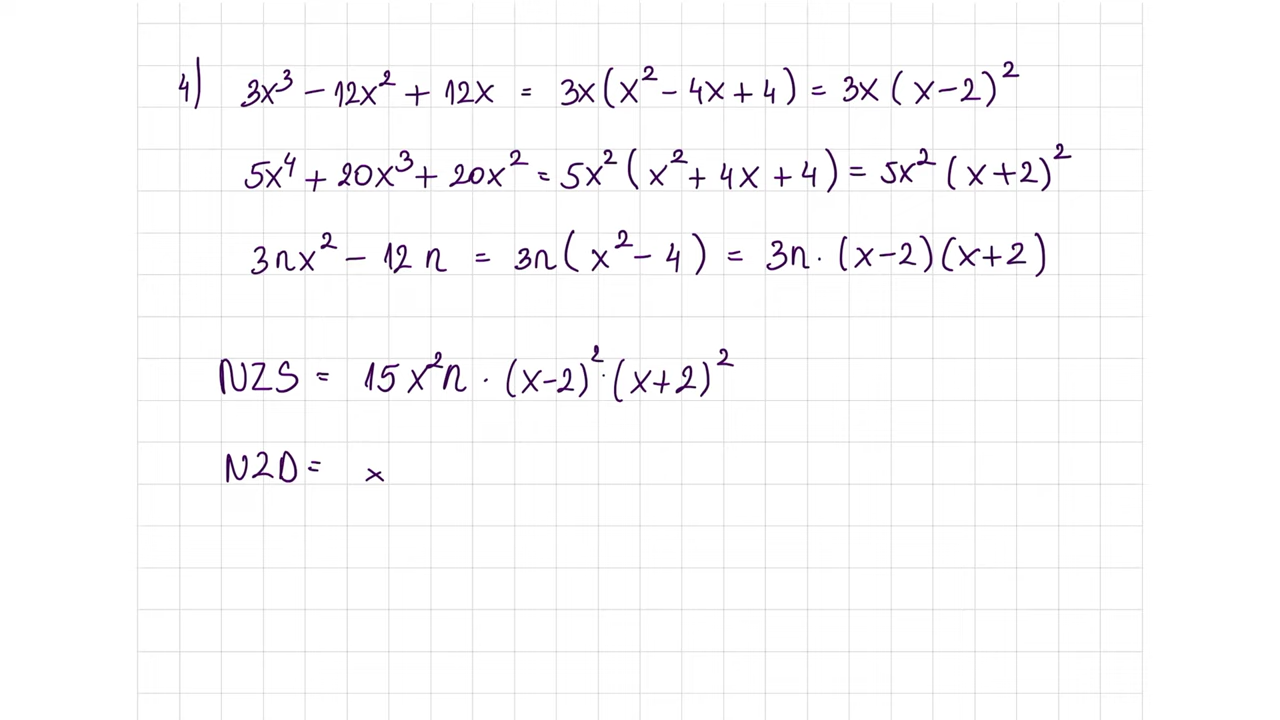 4) 3x³ - 12x² + 12x = 3x(x² - 4x + 4) = 3x(x-2)²
5x⁴ + 20x³ + 20x² = 5x²(x² + 4x + 4) = 5x²(x+2)²
3nx² - 12n = 3n(x² - 4) = 3n·(x-2)(x+2)
NZS = 15x²n·(x-2)²·(x+2)²
NZD = x